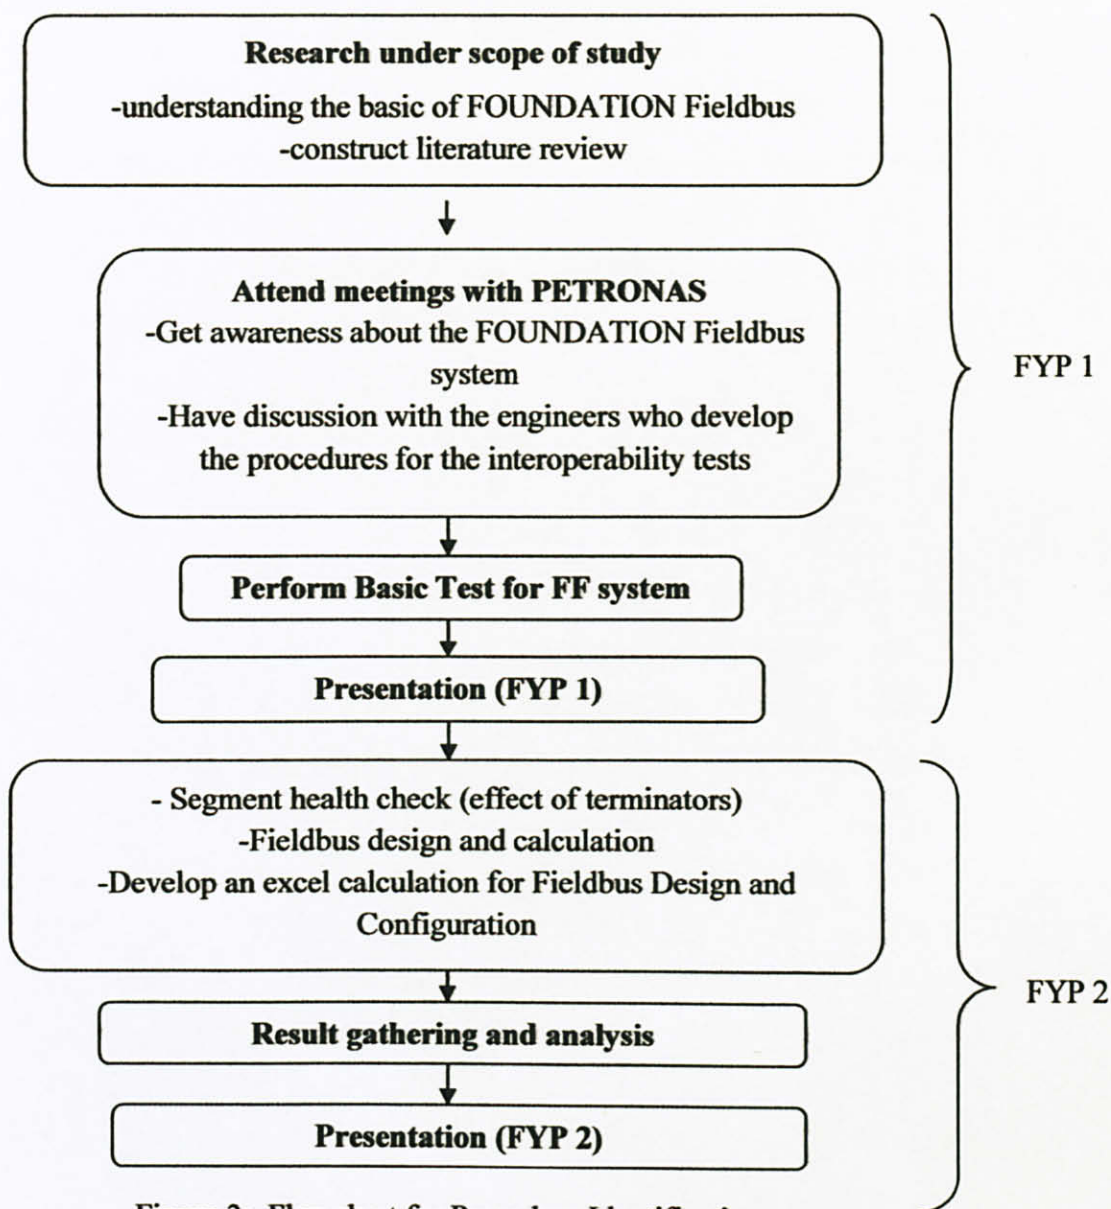 Research under scope of study
-understanding the basic of FOUNDATION Fieldbus
-construct literature review
Attend meetings with PETRONAS
-Get awareness about the FOUNDATION Fieldbus
system
-Have discussion with the engineers who develop
the procedures for the interoperability tests
FYP 1
Perform Basic Test for FF system
Presentation (FYP 1)
- Segment health check (effect of terminators)
-Fieldbus design and calculation
-Develop an excel calculation for Fieldbus Design and
Configuration
FYP 2
Result gathering and analysis
Presentation (FYP 2)